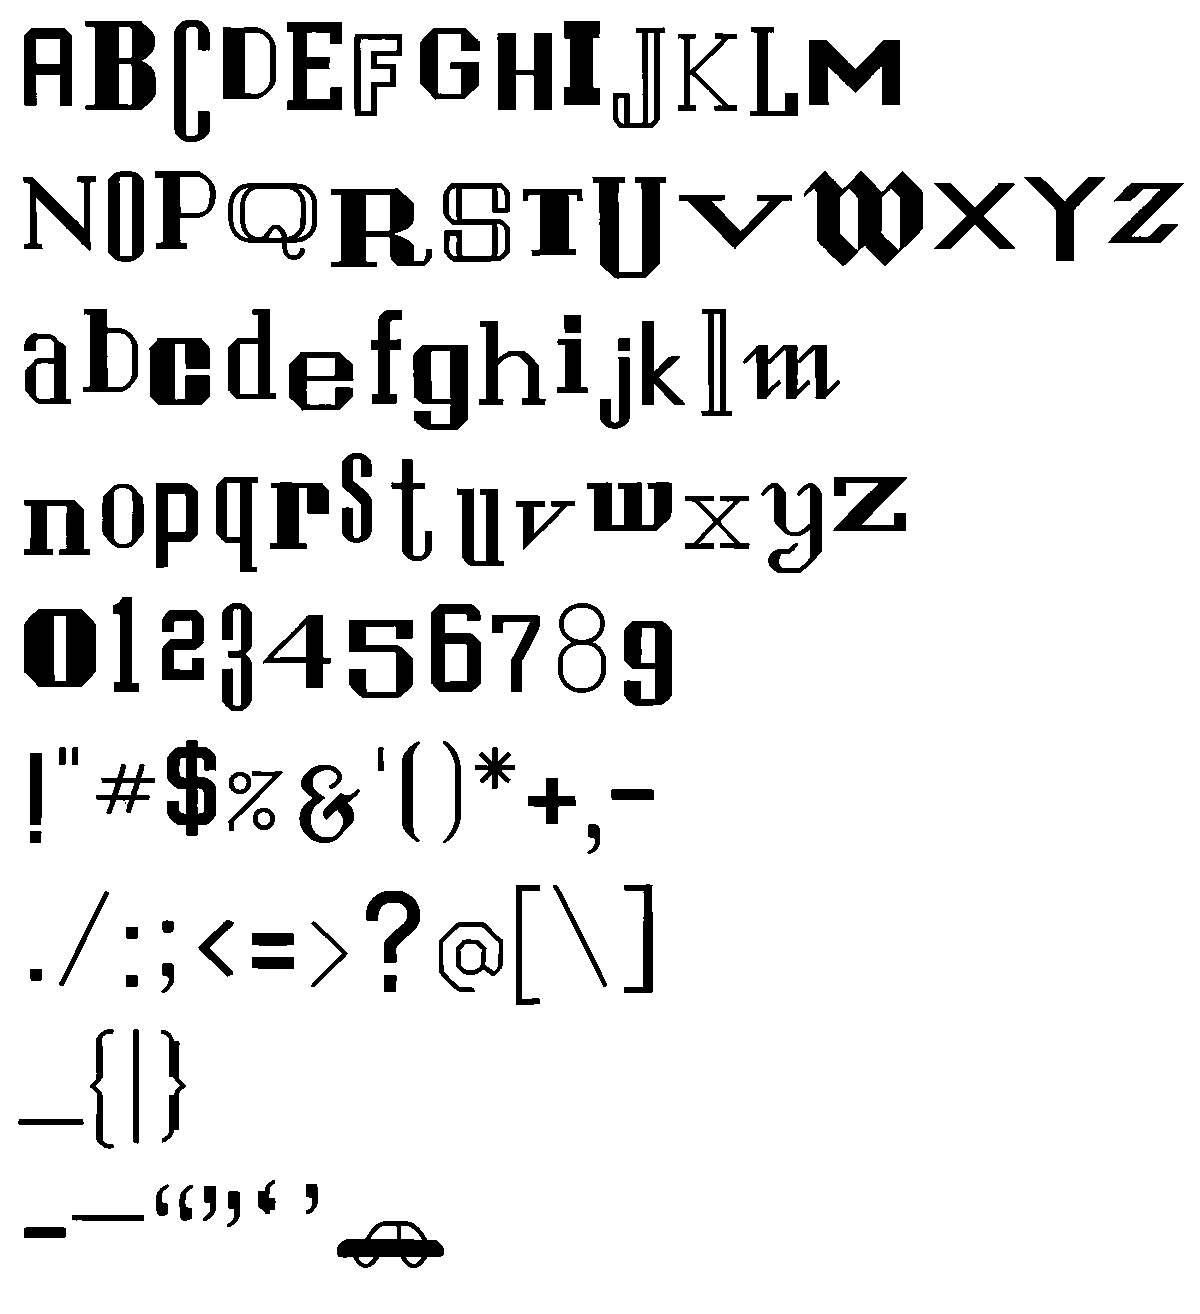 ABCDEFGHIJKLM
NOPQRSTUVWXYZ
abcdefghijklm
nopqrstuvwxyz
0123456789
!"#$%&'()*+,-
./:;<=>?@[\]
_{|}
–—“”‘’